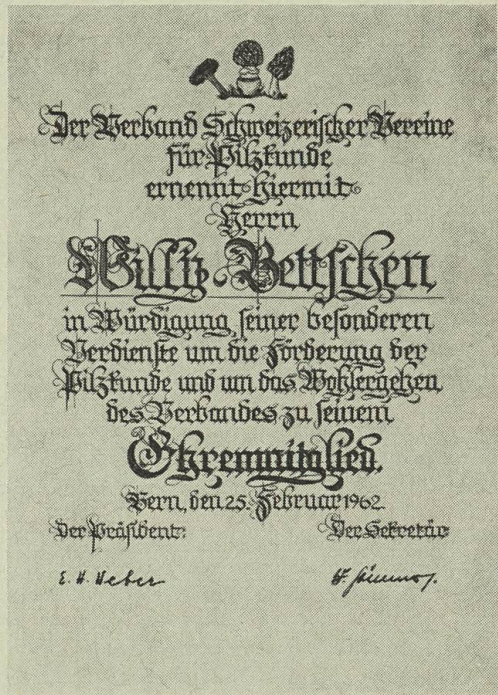 Der Verband Schweizerischer Vereine
für Pilzkunde
ernennt hiermit
Herrn
Willy Bettschen
in Würdigung seiner besonderen
Verdienste um die Förderung der
Pilzkunde und um das Wohlergehen
des Verbandes zu seinem
Ehrenmitglied.
Bern, den 25. Februar 1962
Der Präsident: Der Sekretär:
E. H. Weber